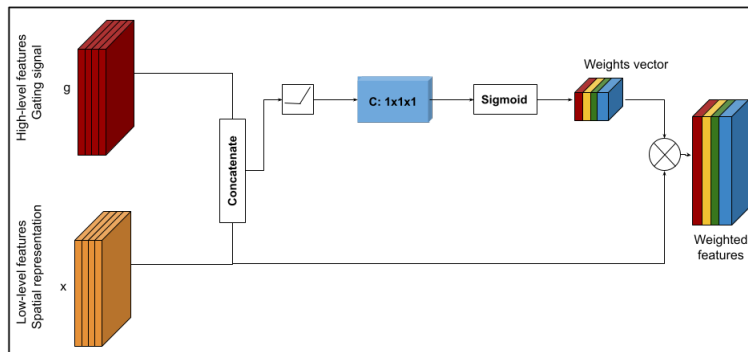 High-level features
Gating signal
g
Concatenate
C: 1x1x1
Sigmoid
Weights vector
Low-level features
Spatial representation
x
Weighted
features